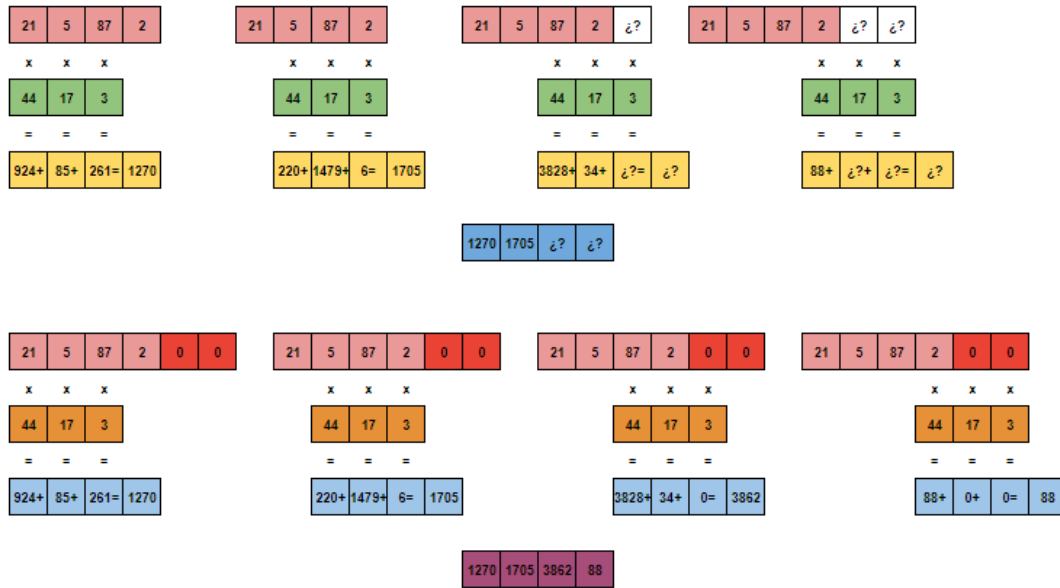 21 5 87 2 21 5 87 2 21 5 87 2 ¿? 21 5 87 2 ¿? ¿?
x x x x x x x x x x x x
44 17 3 44 17 3 44 17 3 44 17 3
= = = = = = = = = = = =
924+ 85+ 261= 1270 220+ 1479+ 6= 1705 3828+ 34+ ¿?= ¿? 88+ ¿?+ ¿?= ¿?
1270 1705 ¿? ¿?
21 5 87 2 0 0 21 5 87 2 0 0 21 5 87 2 0 0 21 5 87 2 0 0
x x x x x x x x x x x x
44 17 3 44 17 3 44 17 3 44 17 3
= = = = = = = = = = = =
924+ 85+ 261= 1270 220+ 1479+ 6= 1705 3828+ 34+ 0= 3862 88+ 0+ 0= 88
1270 1705 3862 88